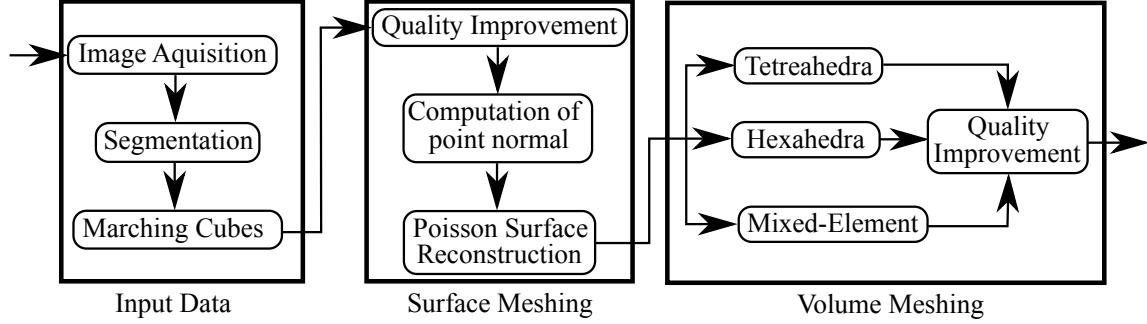 Image Aquisition
Segmentation
Marching Cubes
Input Data
Quality Improvement
Computation of
point normal
Poisson Surface
Reconstruction
Surface Meshing
Tetreahedra
Hexahedra
Mixed-Element
Quality
Improvement
Volume Meshing